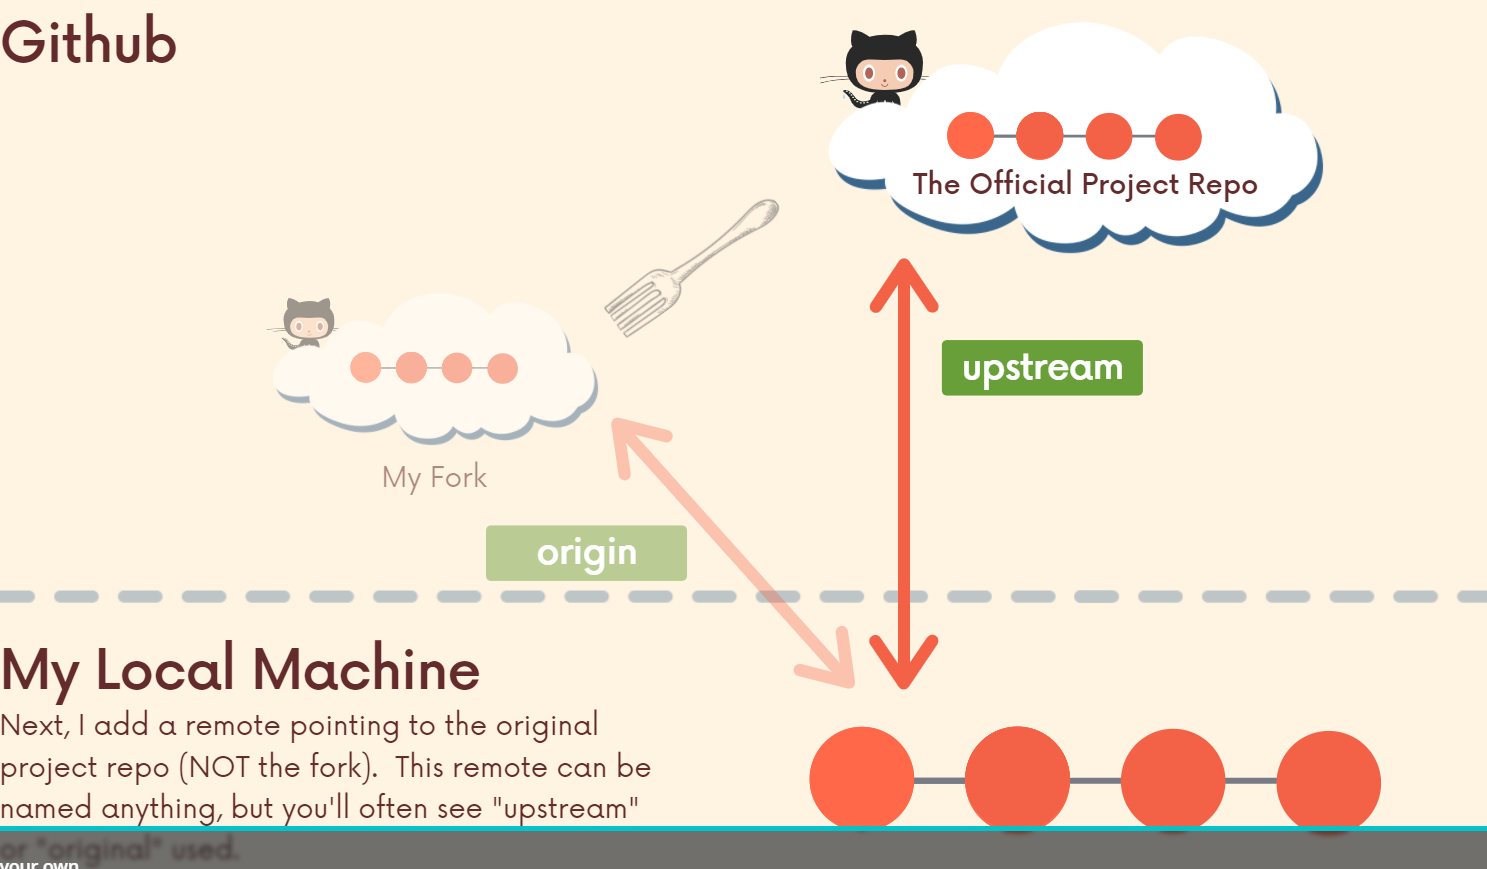 Github
The Official Project Repo
upstream
My Fork
origin
My Local Machine
Next, I add a remote pointing to the original
project repo (NOT the fork).  This remote can be
named anything, but you'll often see "upstream"
or "original" used.
your own